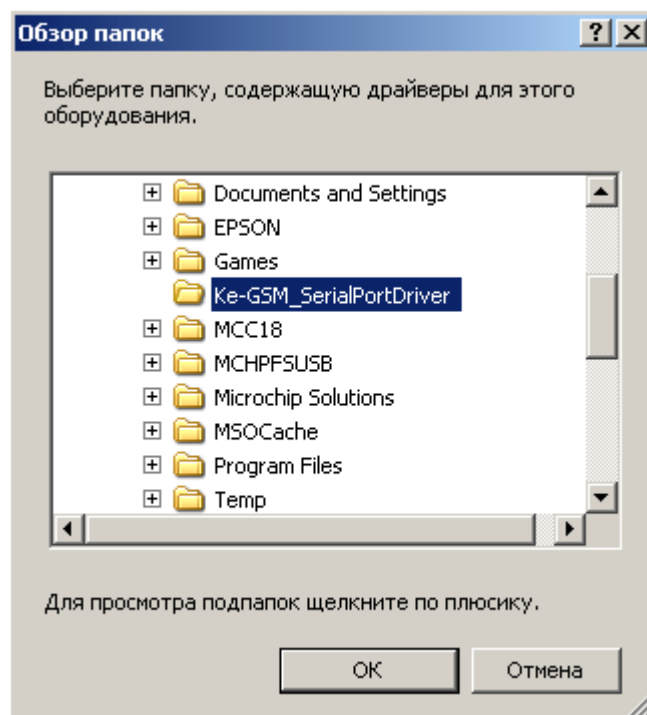 Обзор папок
Выберите папку, содержащую драйверы для этого
оборудования.
Documents and Settings
EPSON
Games
Ke-GSM_SerialPortDriver
MCC18
MCHPFSUSB
Microchip Solutions
MSOCache
Program Files
Temp
Для просмотра подпапок щелкните по плюсику.
ОК
Отмена